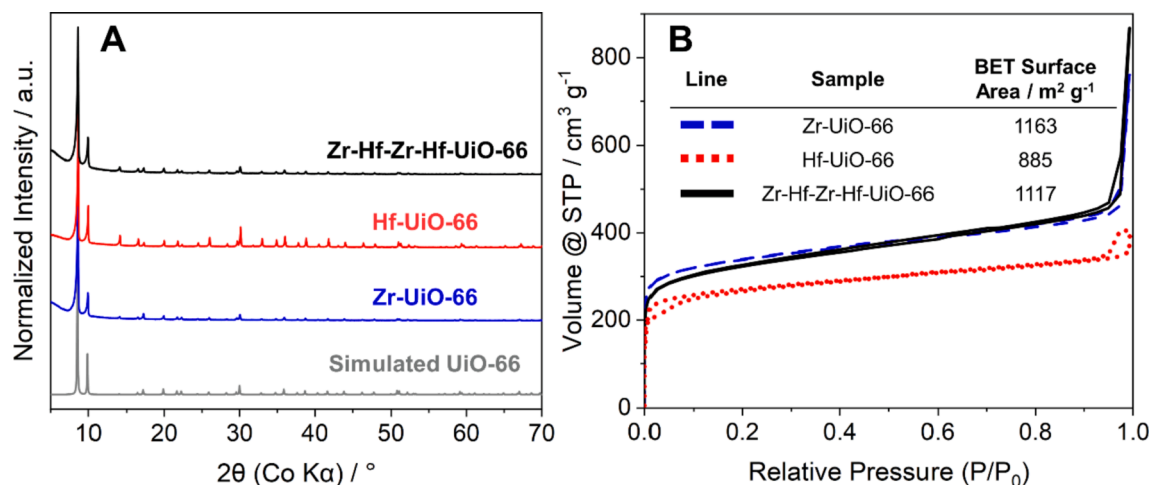 A
Normalized Intensity / a.u.
Zr-Hf-Zr-Hf-UiO-66
Hf-UiO-66
Zr-UiO-66
Simulated UiO-66
10 20 30 40 50 60 70
2θ (Co Kα) / °
B
Volume @ STP / cm³ g⁻¹
800
600
400
200
0
Line Sample BET Surface
Area / m² g⁻¹
Zr-UiO-66 1163
Hf-UiO-66 885
Zr-Hf-Zr-Hf-UiO-66 1117
0.0 0.2 0.4 0.6 0.8 1.0
Relative Pressure (P/P₀)